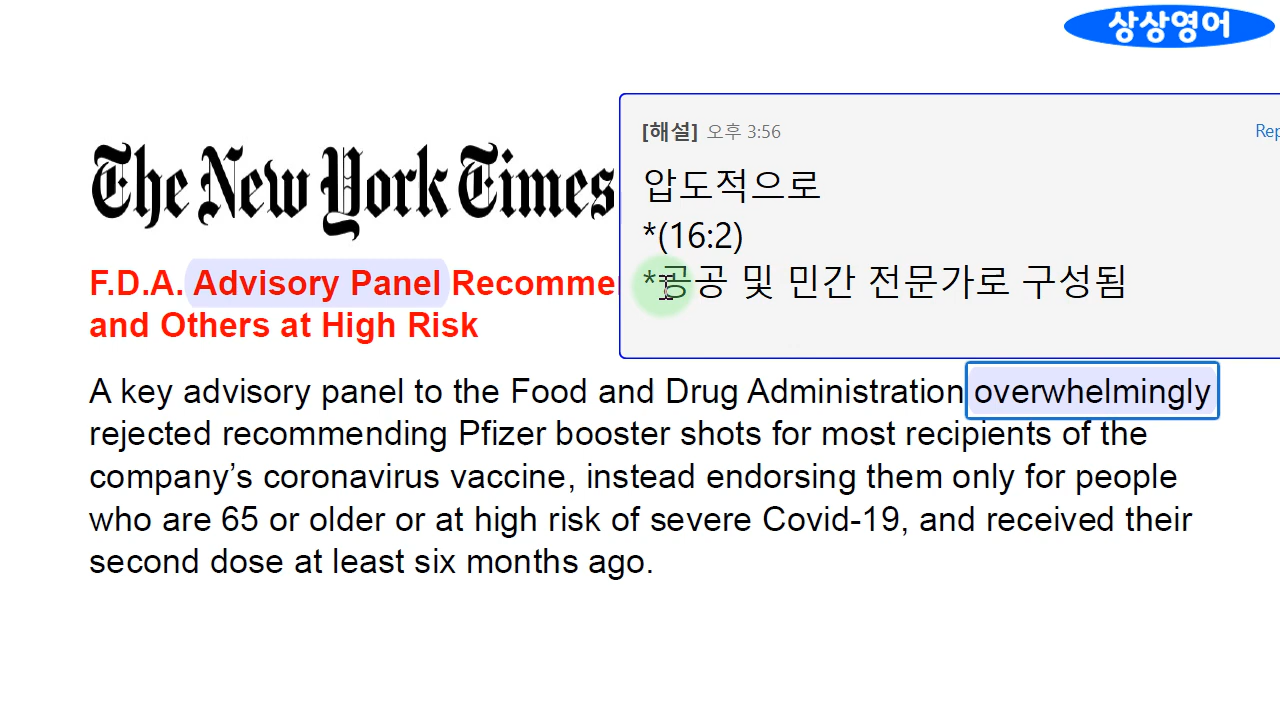 상상영어
The New York Times
[해설] 오후 3:56
압도적으로
*(16:2)
*공공 및 민간 전문가로 구성됨
F.D.A. Advisory Panel
and Others at High Risk
A key advisory panel to the Food and Drug Administration overwhelmingly
rejected recommending Pfizer booster shots for most recipients of the
company’s coronavirus vaccine, instead endorsing them only for people
who are 65 or older or at high risk of severe Covid-19, and received their
second dose at least six months ago.